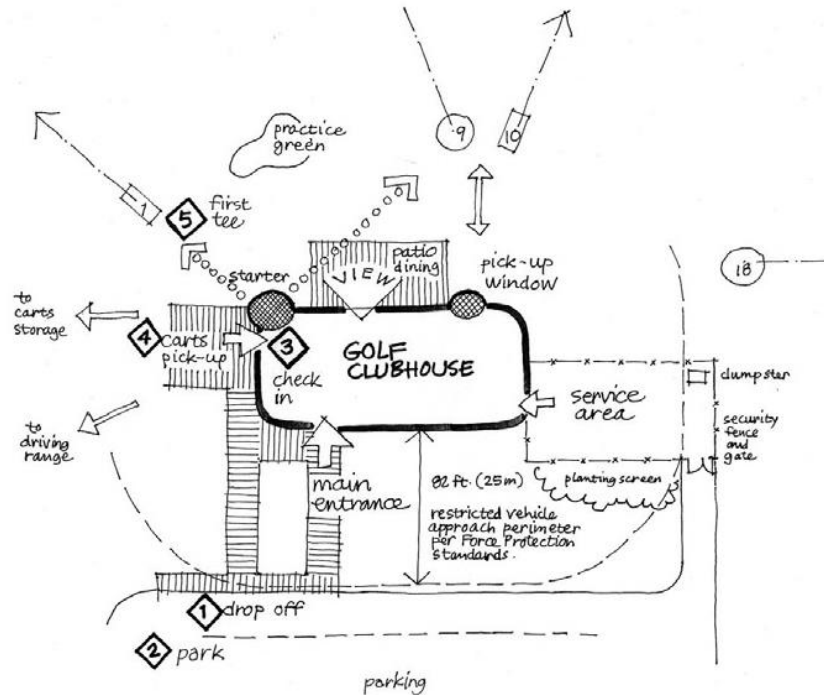 practice
green
9
10
1
5
first
tee
starter
VIEW
patio
dining
pick-up
window
18
to
carts
storage
4
carts
pick-up
3
check
in
GOLF
CLUBHOUSE
dumpster
service
area
security
fence
and
gate
to
driving
range
main
entrance
82 ft. (25m)
restricted vehicle
approach perimeter
per Force Protection
Standards.
planting screen
1
drop off
2
park
parking